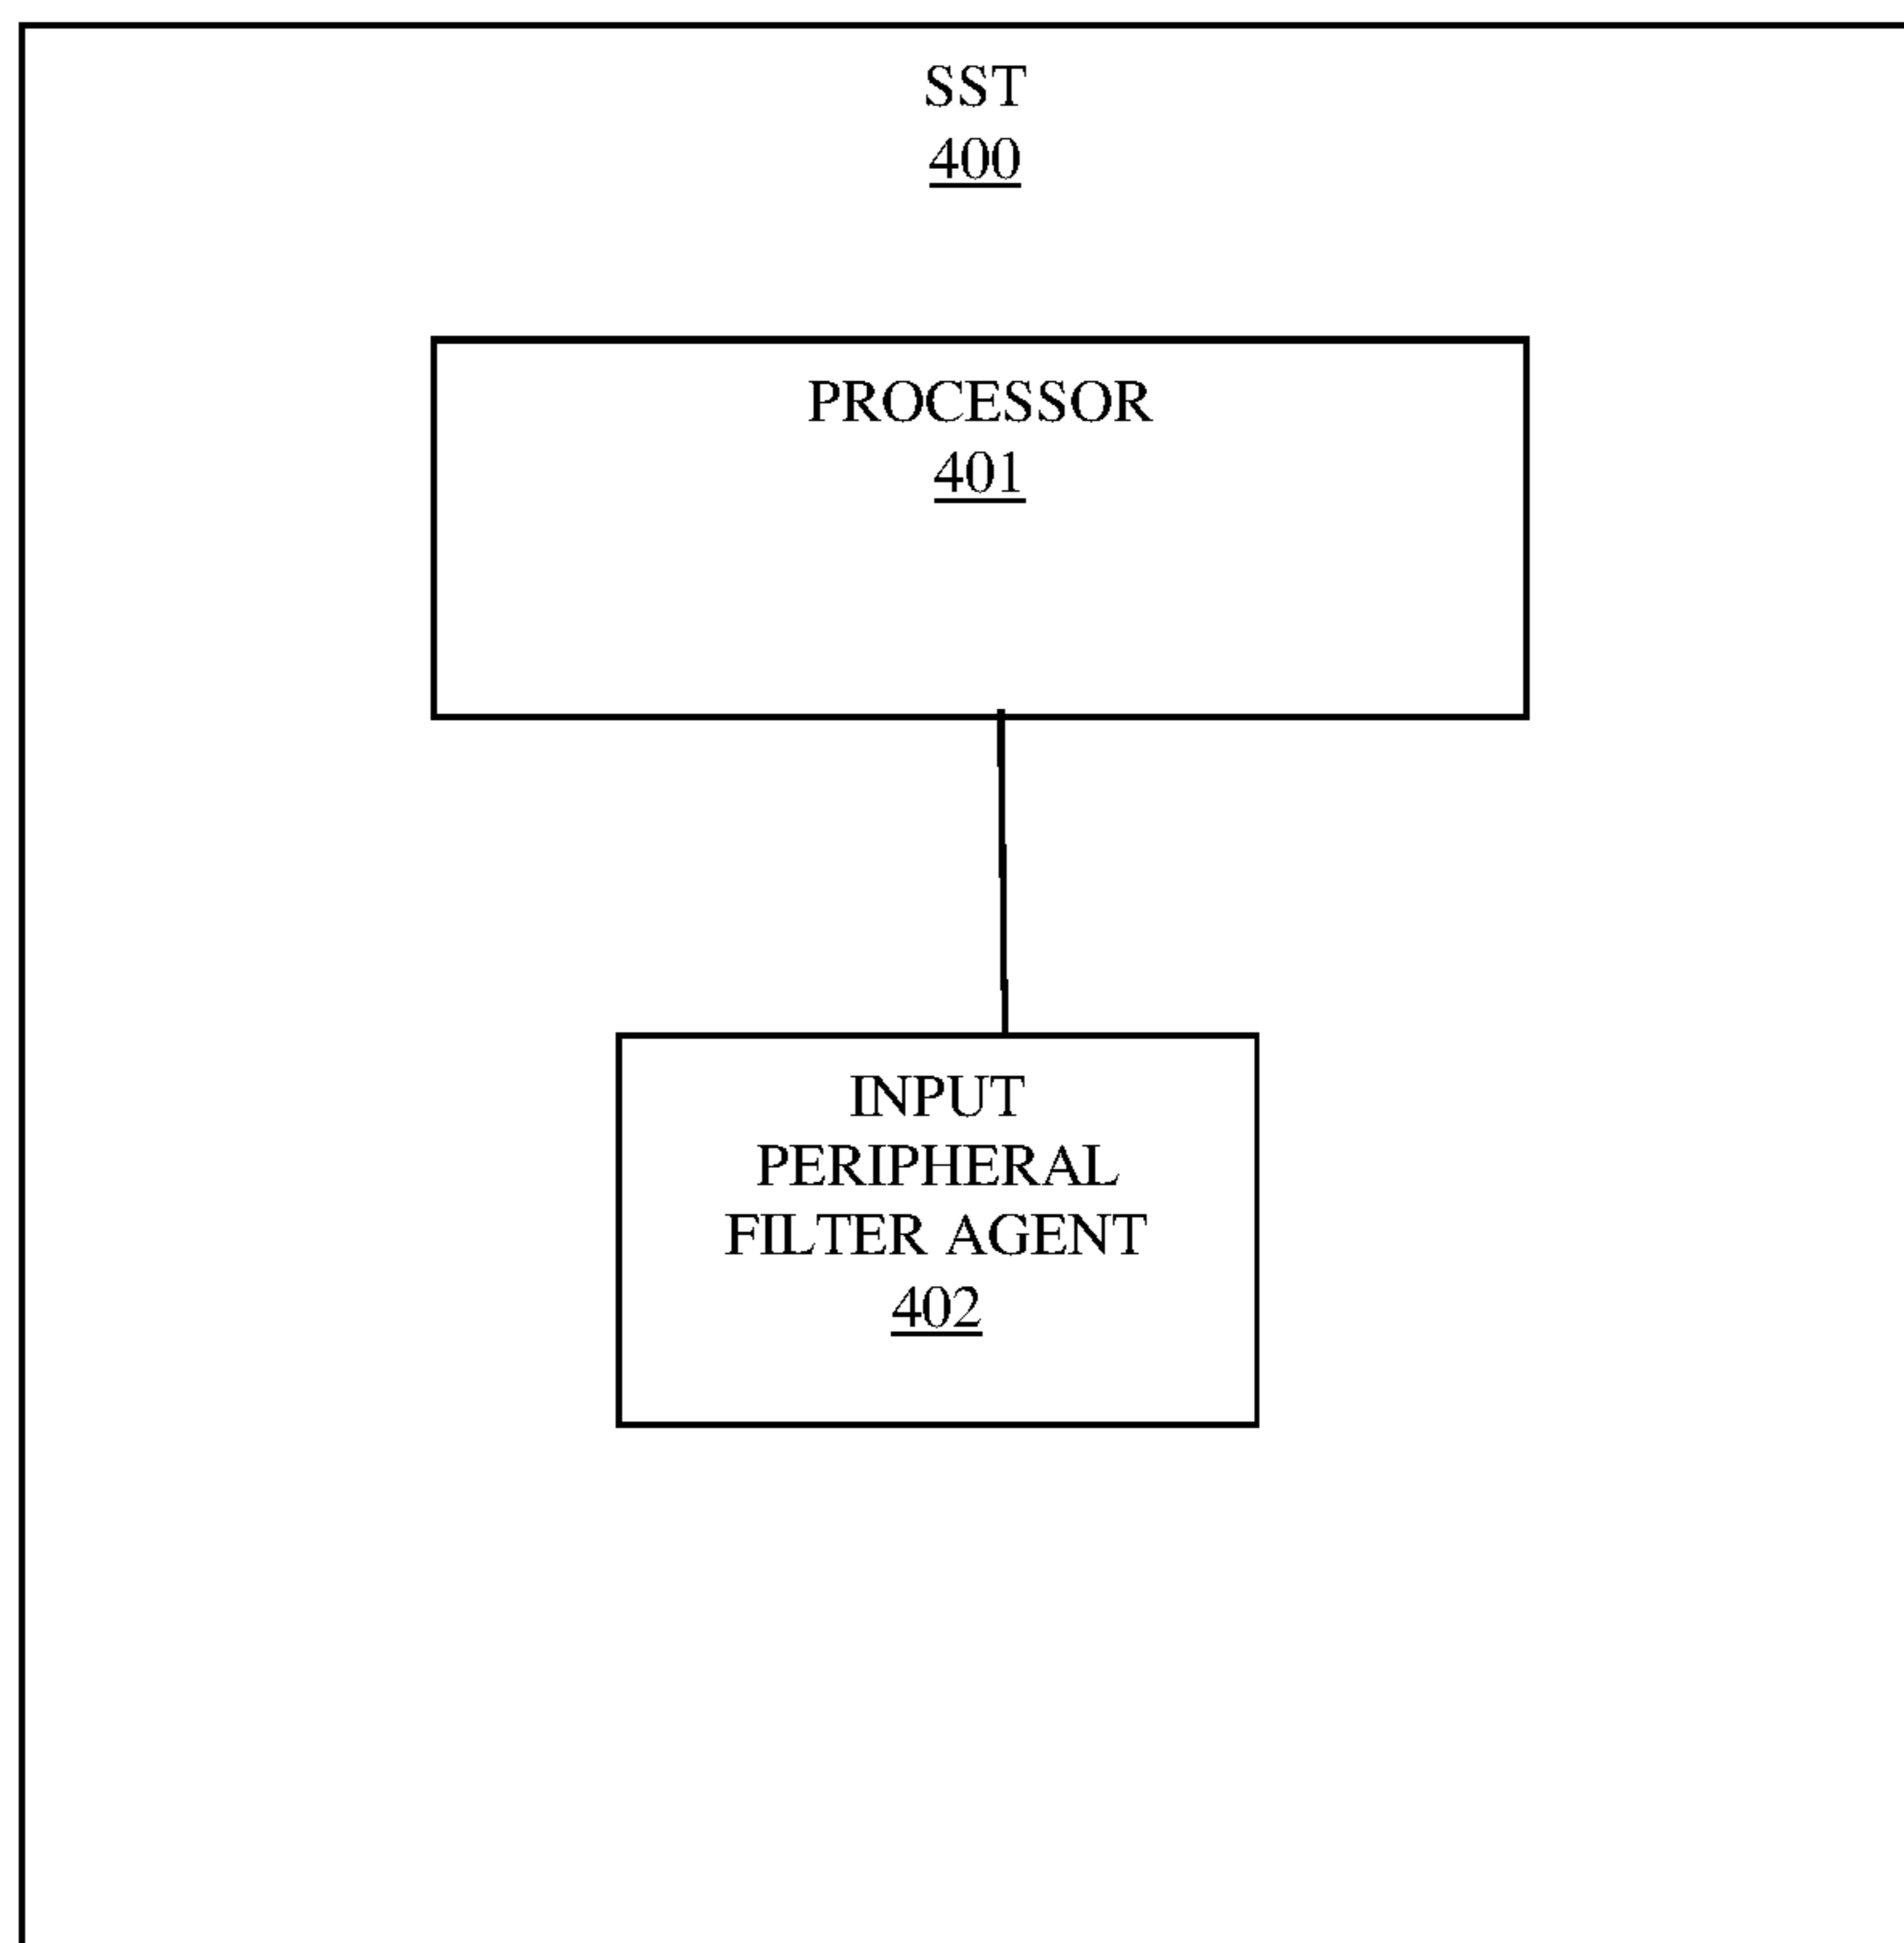 SST
400
PROCESSOR
401
INPUT
PERIPHERAL
FILTER AGENT
402